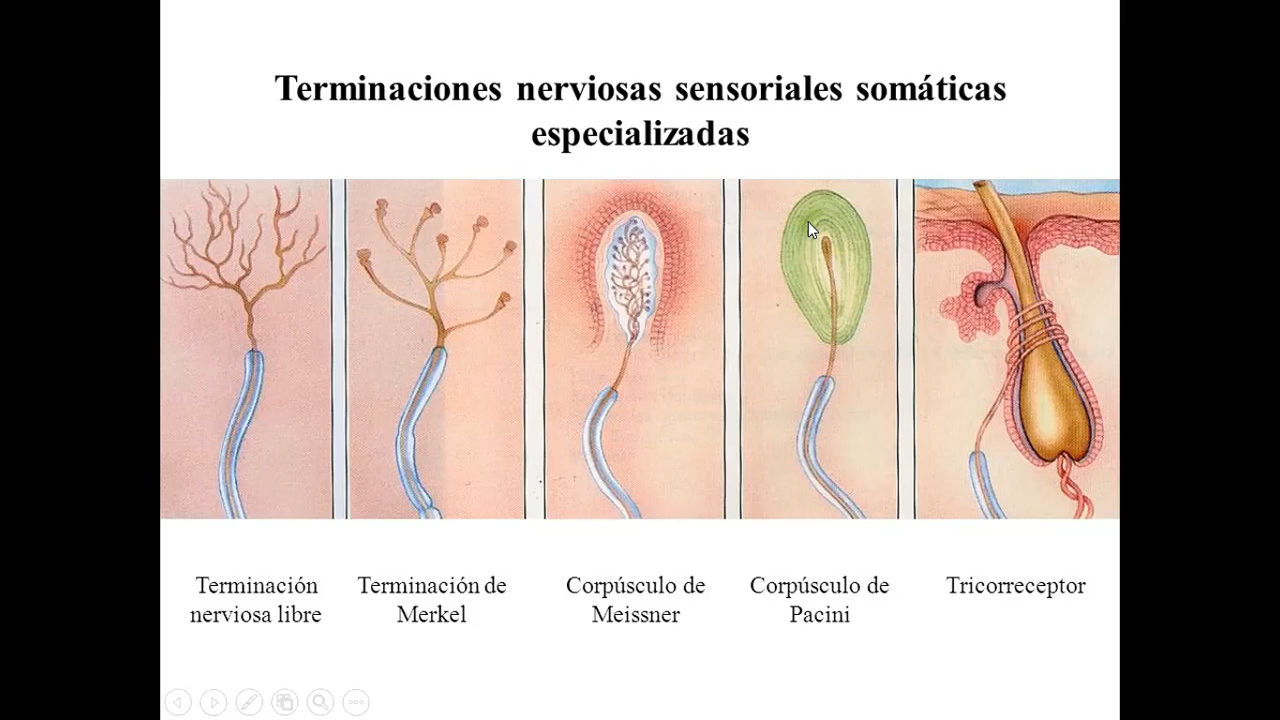 Terminaciones nerviosas sensoriales somáticas
especializadas
Terminación
nerviosa libre
Terminación de
Merkel
Corpúsculo de
Meissner
Corpúsculo de
Pacini
Tricorreceptor